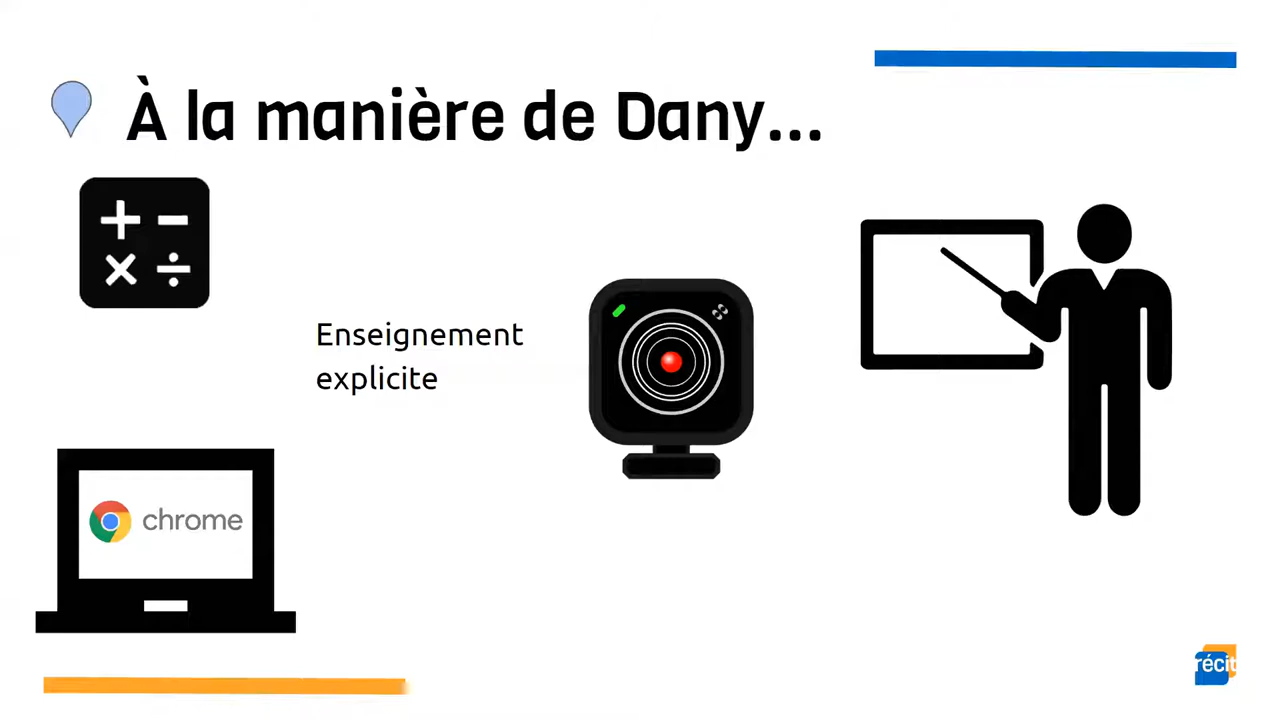 À la manière de Dany...
Enseignement
explicite
chrome
récit